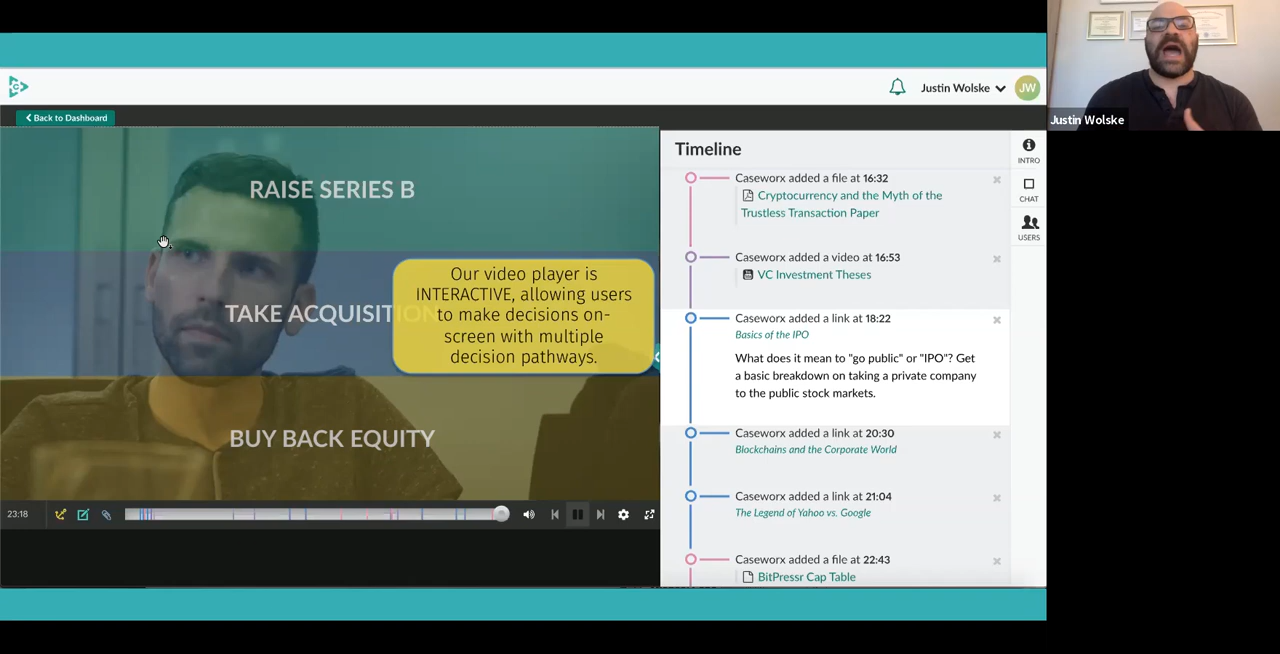 Justin Wolske
JW
Back to Dashboard
RAISE SERIES B
TAKE ACQUISIT
BUY BACK EQUITY
Our video player is
INTERACTIVE, allowing users
to make decisions on-
screen with multiple
decision pathways.
23:18
Timeline
Caseworx added a file at 16:32
Cryptocurrency and the Myth of the
Trustless Transaction Paper
Caseworx added a video at 16:53
VC Investment Theses
Caseworx added a link at 18:22
Basics of the IPO
What does it mean to "go public" or "IPO"? Get
a basic breakdown on taking a private company
to the public stock markets.
Caseworx added a link at 20:30
Blockchains and the Corporate World
Caseworx added a link at 21:04
The Legend of Yahoo vs. Google
Caseworx added a file at 22:43
BitPressr Cap Table
INTRO
CHAT
USERS
Justin Wolske